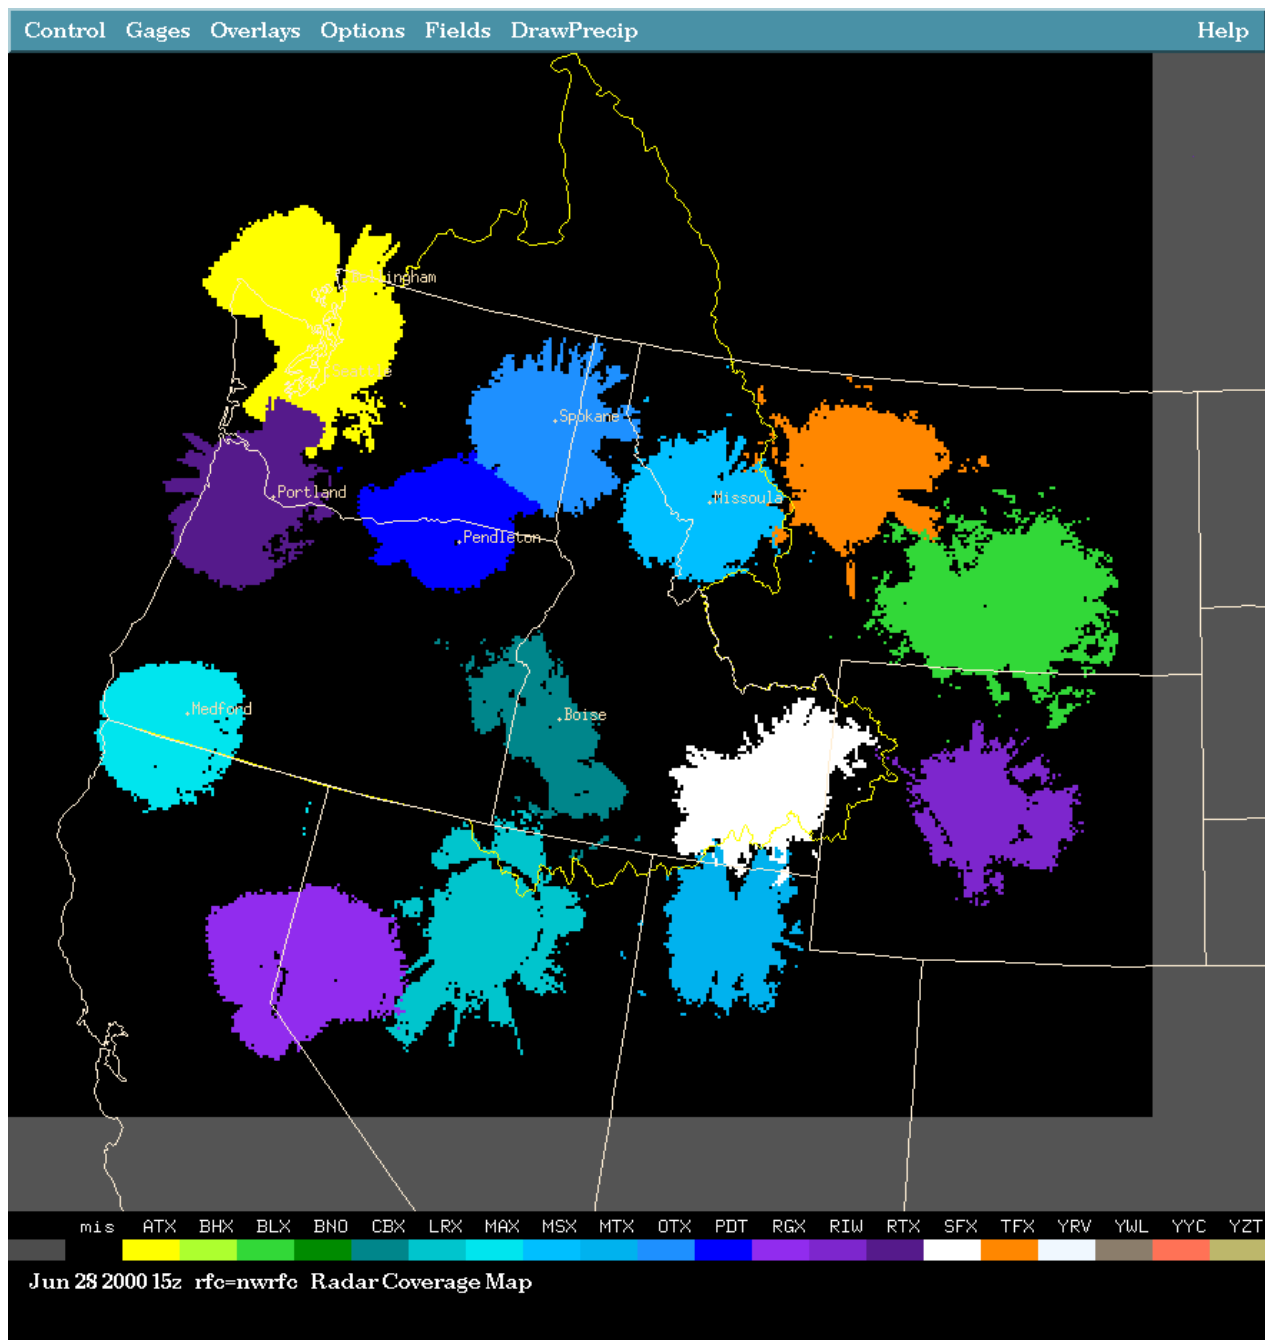 Control Gages Overlays Options Fields DrawPrecip Help
Bellingham
Seattle
Spokane
Portland
Missoula
Pendleton
Medford
Boise
mis ATX BHX BLX BNO CBX LRX MAX MSX MTX OTX PDT RGX RIW RTX SFX TFX YRV YWL YYC YZT
Jun 28 2000 15z rfc=nwrfc Radar Coverage Map